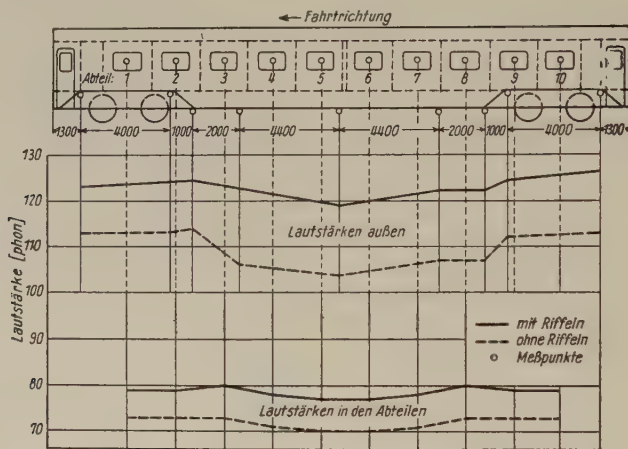 ← Fahrtrichtung
Abteil: 1 2 3 4 5 6 7 8 9 10
1300 4000 1000 2000 4400 4400 2000 1000 4000 1300
130
120
110
100
90
80
70
Lautstärke [phon]
Lautstärken außen
mit Riffeln
ohne Riffeln
Meßpunkte
Lautstärken in den Abteilen